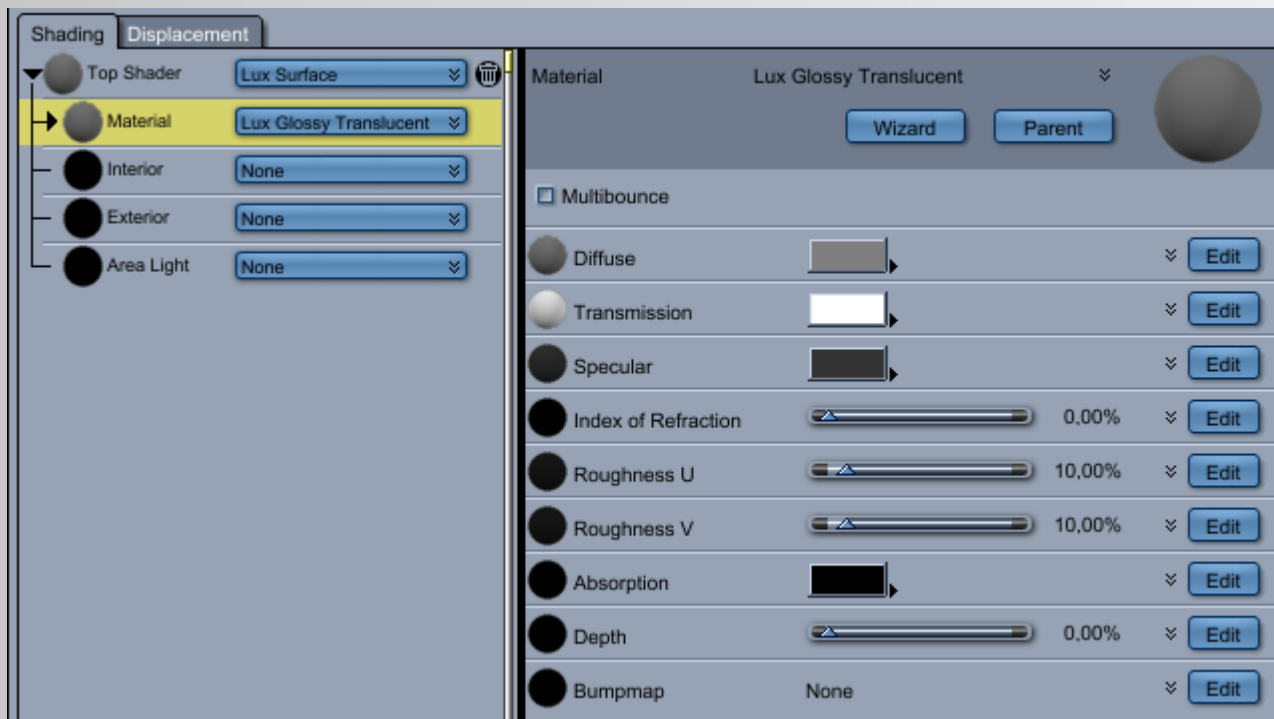 Shading Displacement
Top Shader Lux Surface
Material Lux Glossy Translucent
Interior None
Exterior None
Area Light None
Material Lux Glossy Translucent
Wizard Parent
Multibounce
Diffuse Edit
Transmission Edit
Specular Edit
Index of Refraction 0,00% Edit
Roughness U 10,00% Edit
Roughness V 10,00% Edit
Absorption Edit
Depth 0,00% Edit
Bumpmap None Edit